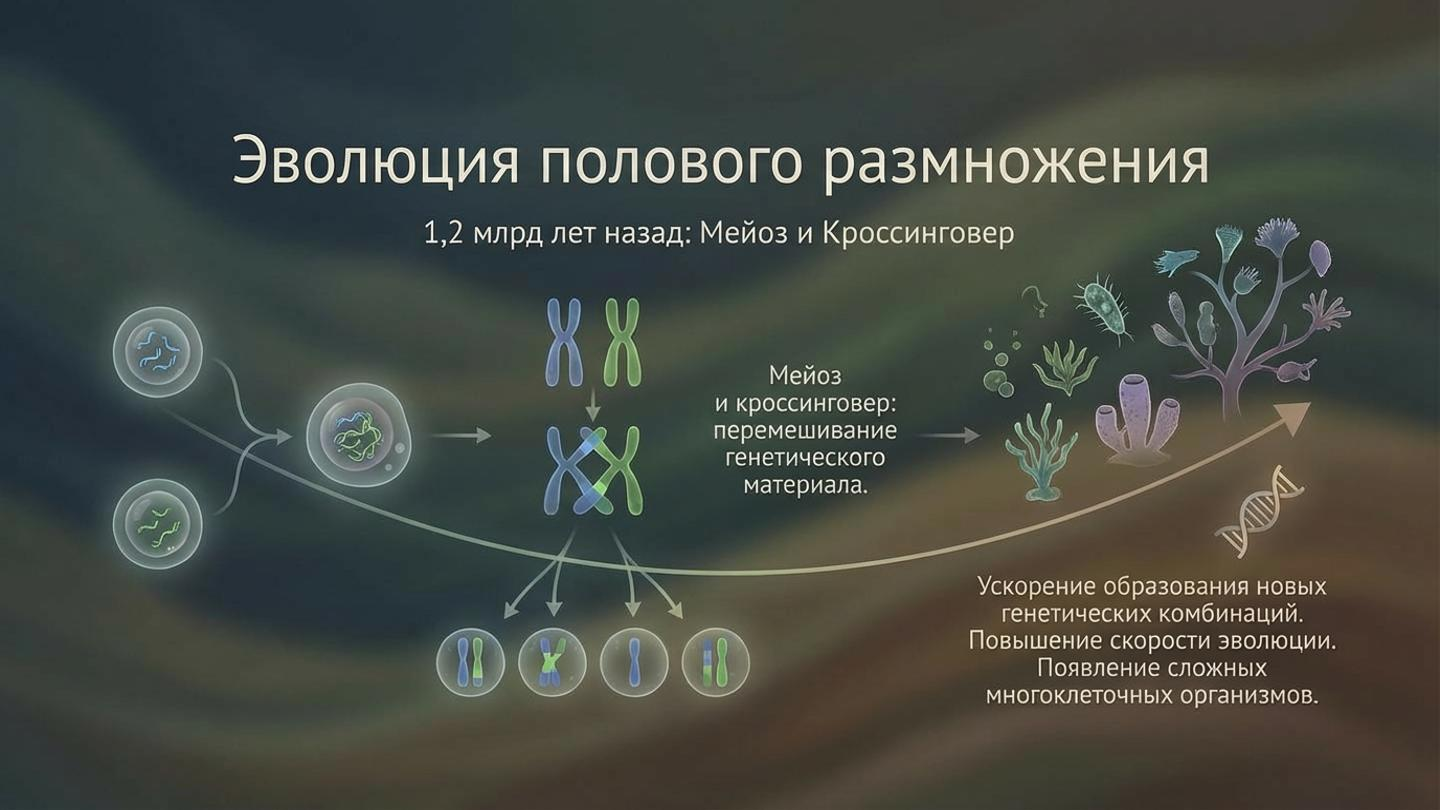 Эволюция полового размножения
1,2 млрд лет назад: Мейоз и Кроссинговер
Мейоз
и кроссинговер:
перемешивание
генетического
материала.
Ускорение образования новых
генетических комбинаций.
Повышение скорости эволюции.
Появление сложных
многоклеточных организмов.